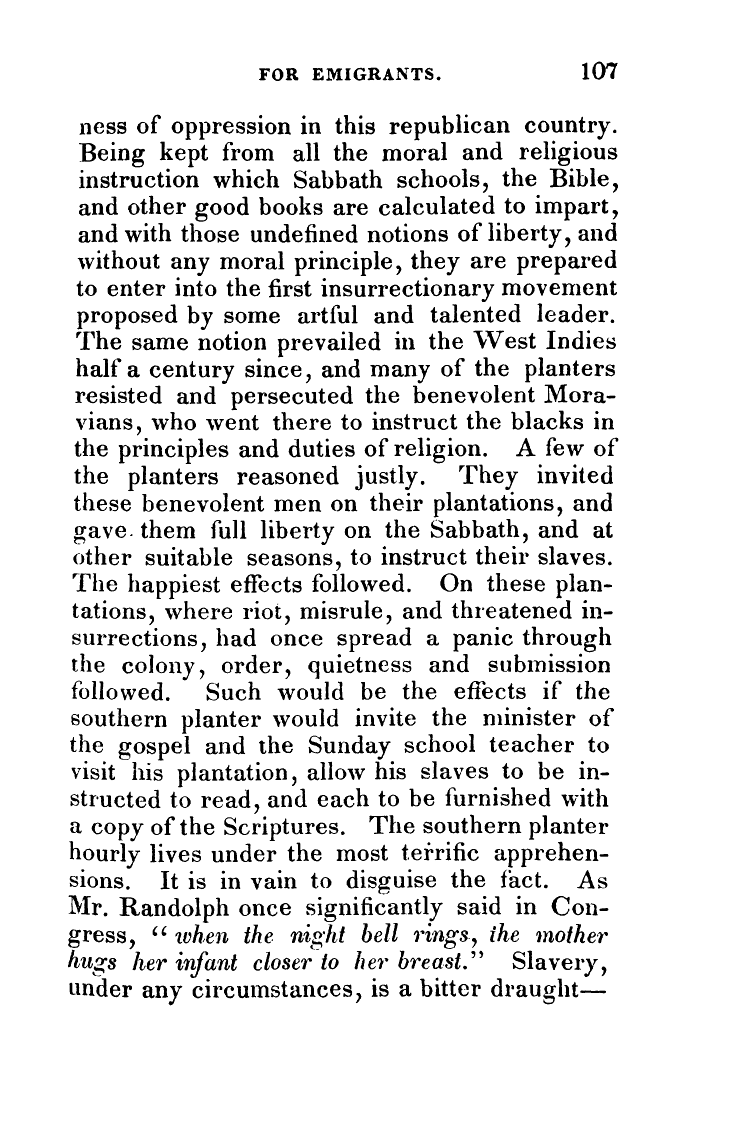 FOR EMIGRANTS. 107
ness of oppression in this republican country.
Being kept from all the moral and religious
instruction which Sabbath schools, the Bible,
and other good books are calculated to impart,
and with those undefined notions of liberty, and
without any moral principle, they are prepared
to enter into the first insurrectionary movement
proposed by some artful and talented leader.
The same notion prevailed in the West Indies
half a century since, and many of the planters
resisted and persecuted the benevolent Mora-
vians, who went there to instruct the blacks in
the principles and duties of religion. A few of
the planters reasoned justly. They invited
these benevolent men on their plantations, and
gave them full liberty on the Sabbath, and at
other suitable seasons, to instruct their slaves.
The happiest effects followed. On these plan-
tations, where riot, misrule, and threatened in-
surrections, had once spread a panic through
the colony, order, quietness and submission
followed. Such would be the effects if the
southern planter would invite the minister of
the gospel and the Sunday school teacher to
visit his plantation, allow his slaves to be in-
structed to read, and each to be furnished with
a copy of the Scriptures. The southern planter
hourly lives under the most terrific apprehen-
sions. It is in vain to disguise the fact. As
Mr. Randolph once significantly said in Con-
gress, "when the night bell rings, the mother
hugs her infant closer to her breast." Slavery,
under any circumstances, is a bitter draught—